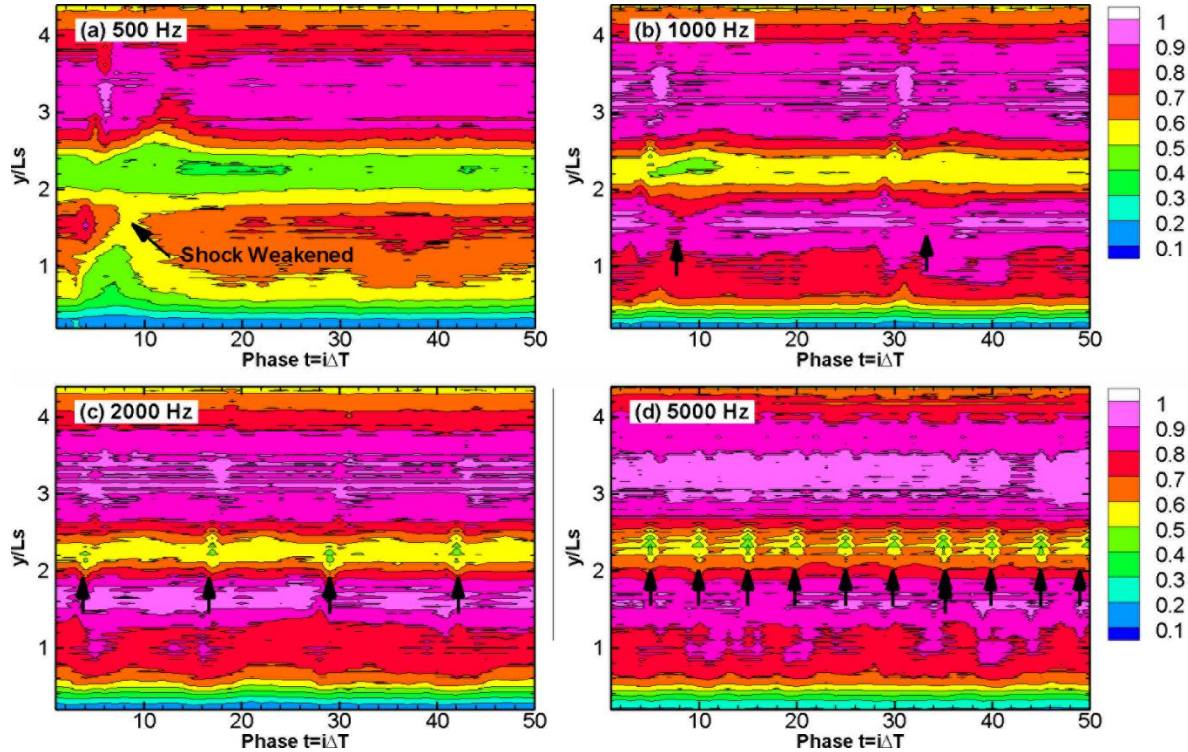 (a) 500 Hz
(b) 1000 Hz
y/Ls
4
3
2
1
Shock Weakened
10 20 30 40 50
Phase t=iΔT
y/Ls
4
3
2
1
10 20 30 40 50
Phase t=iΔT
1
0.9
0.8
0.7
0.6
0.5
0.4
0.3
0.2
0.1
(c) 2000 Hz
(d) 5000 Hz
y/Ls
4
3
2
1
10 20 30 40 50
Phase t=iΔT
y/Ls
4
3
2
1
10 20 30 40 50
Phase t=iΔT
1
0.9
0.8
0.7
0.6
0.5
0.4
0.3
0.2
0.1